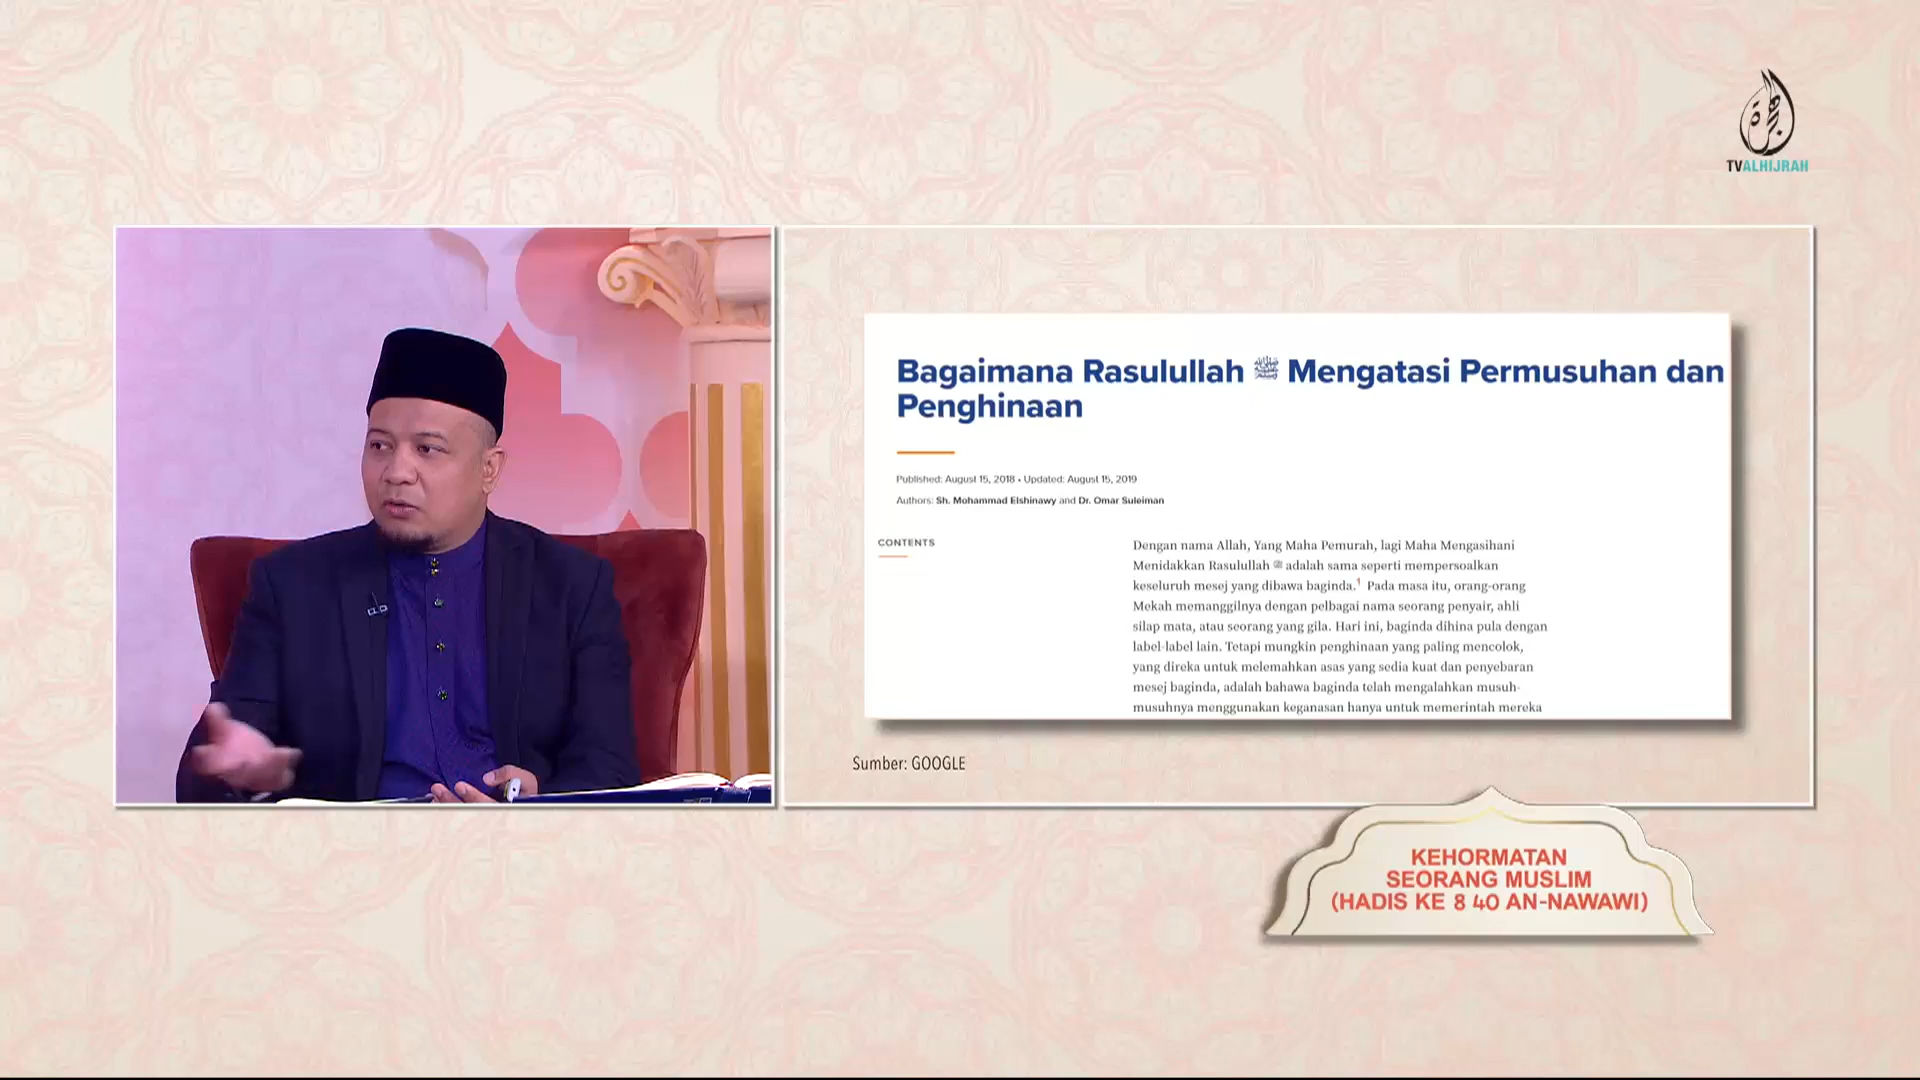 هجرة
TVALHIJRAH
Bagaimana Rasulullah ﷺ Mengatasi Permusuhan dan
Penghinaan
Published: August 15, 2018 • Updated: August 15, 2019
Authors: Sh. Mohammad Elshinawy and Dr. Omar Suleiman
CONTENTS
Dengan nama Allah, Yang Maha Pemurah, lagi Maha Mengasihani
Menidakkan Rasulullah ﷺ adalah sama seperti mempersoalkan
keseluruh mesej yang dibawa baginda.¹ Pada masa itu, orang-orang
Mekah memanggilnya dengan pelbagai nama seorang penyair, ahli
silap mata, atau seorang yang gila. Hari ini, baginda dihina pula dengan
label-label lain. Tetapi mungkin penghinaan yang paling mencolok,
yang direka untuk melemahkan asas yang sedia kuat dan penyebaran
mesej baginda, adalah bahawa baginda telah mengalahkan musuh-
musuhnya menggunakan keganasan hanya untuk memerintah mereka
Sumber: GOOGLE
KEHORMATAN
SEORANG MUSLIM
(HADIS KE 8 40 AN-NAWAWI)